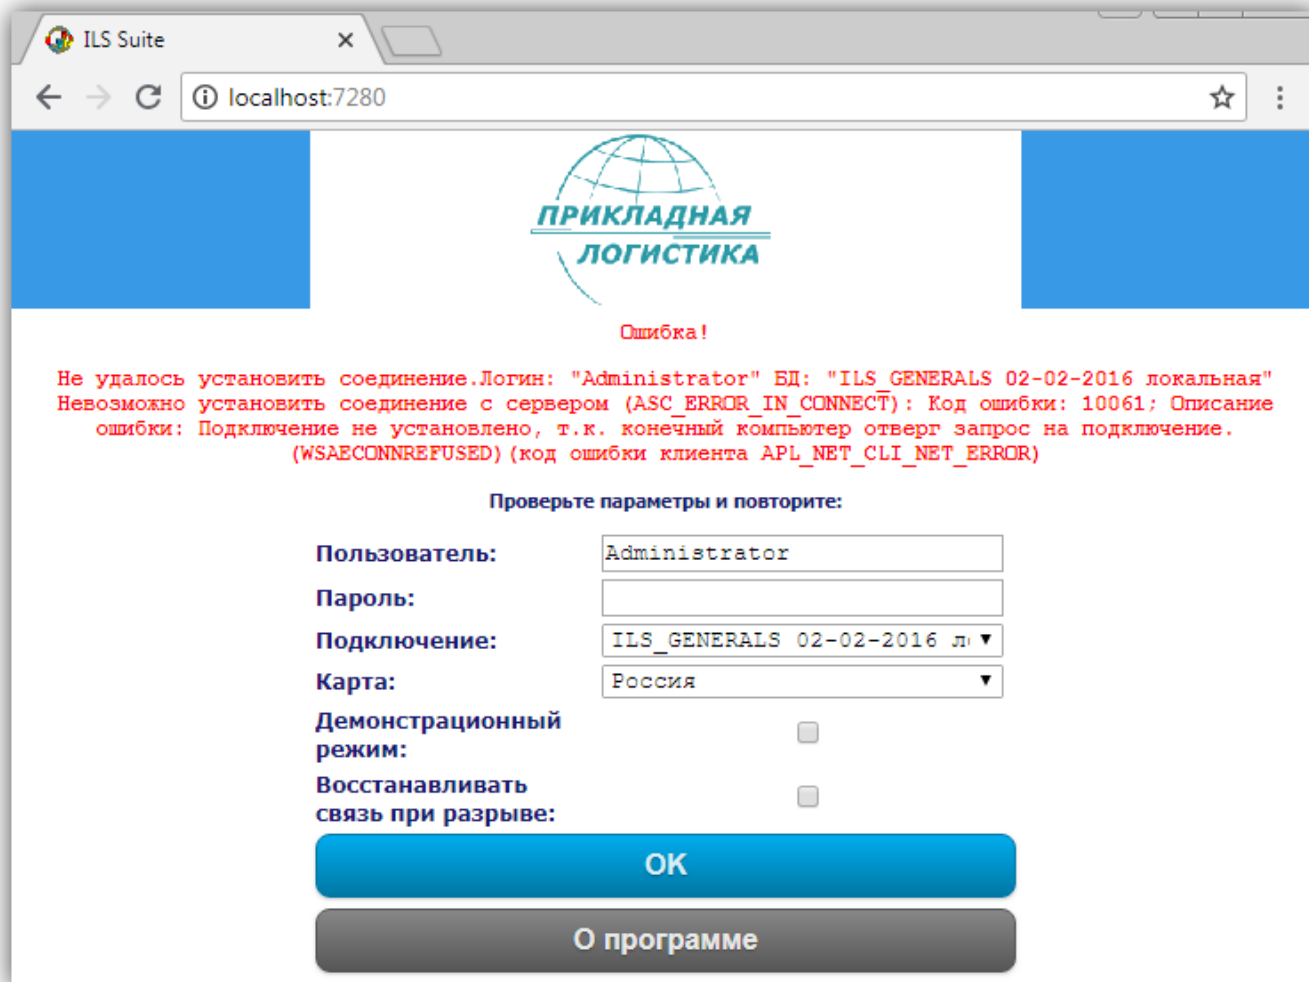 ILS Suite
localhost:7280
ПРИКЛАДНАЯ
ЛОГИСТИКА
Ошибка!
Не удалось установить соединение.Логин: "Administrator" БД: "ILS_GENERALS 02-02-2016 локальная"
Невозможно установить соединение с сервером (ASC_ERROR_IN_CONNECT): Код ошибки: 10061; Описание
ошибки: Подключение не установлено, т.к. конечный компьютер отверг запрос на подключение.
(WSAECONNREFUSED)(код ошибки клиента APL_NET_CLI_NET_ERROR)
Проверьте параметры и повторите:
Пользователь: Administrator
Пароль:
Подключение: ILS_GENERALS 02-02-2016 л
Карта: Россия
Демонстрационный
режим:
Восстанавливать
связь при разрыве:
OK
О программе